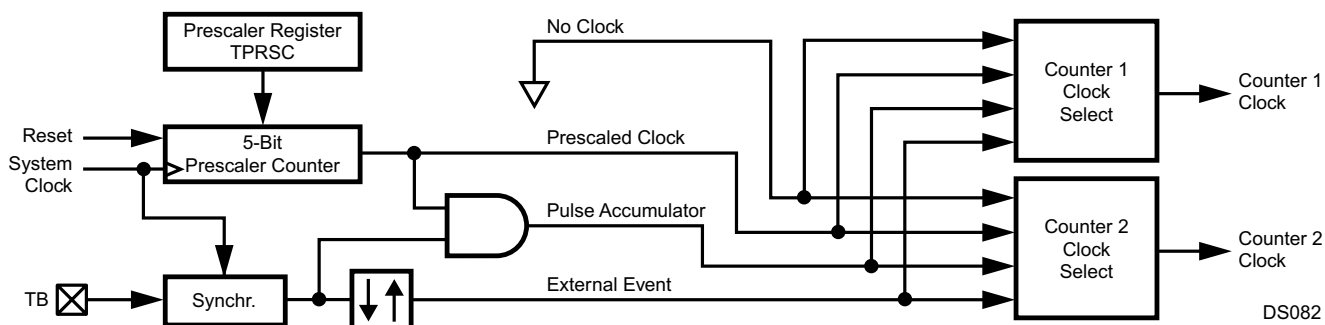 Prescaler Register
TPRSC
No Clock
Counter 1
Clock
Select
Counter 1
Clock
Reset
System
Clock
5-Bit
Prescaler Counter
Prescaled Clock
Pulse Accumulator
Counter 2
Clock
Select
Counter 2
Clock
TB
Synchr.
External Event
DS082